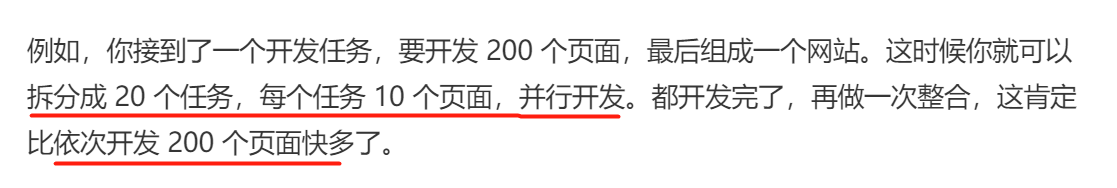 例如，你接到了一个开发任务，要开发 200 个页面，最后组成一个网站。这时候你就可以
拆分成 20 个任务，每个任务 10 个页面，并行开发。都开发完了，再做一次整合，这肯定
比依次开发 200 个页面快多了。